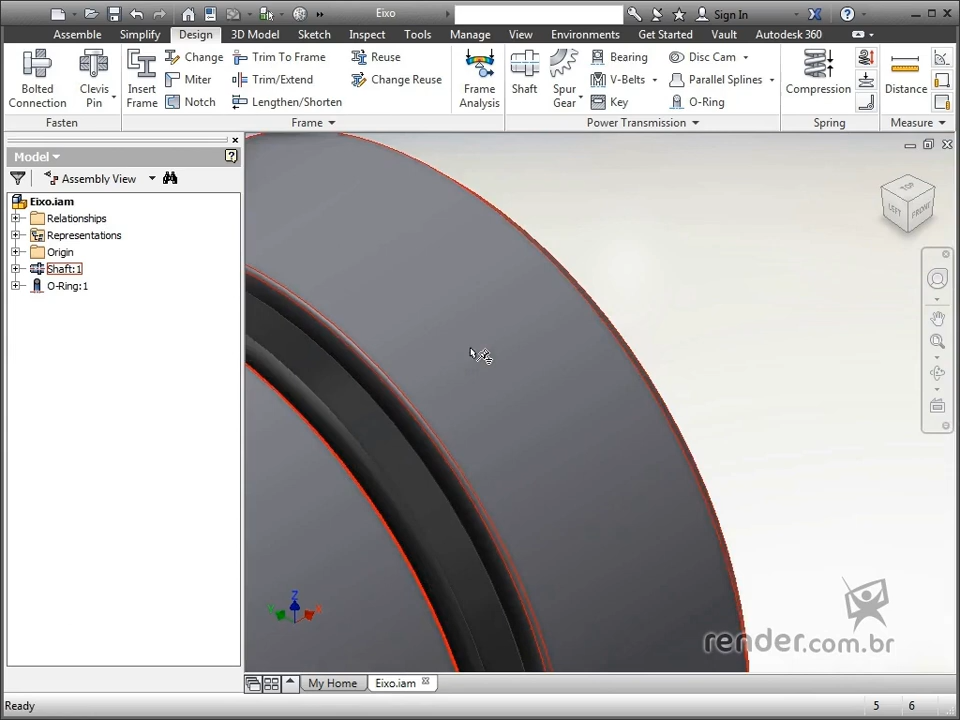 Eixo
Sign In
Assemble Simplify Design 3D Model Sketch Inspect Tools Manage View Environments Get Started Vault Autodesk 360
Bolted Connection
Clevis Pin
Fasten
Insert Frame
Change
Miter
Notch
Trim To Frame
Trim/Extend
Lengthen/Shorten
Reuse
Change Reuse
Frame
Frame Analysis
Shaft
Spur Gear
Bearing
V-Belts
Key
Disc Cam
Parallel Splines
O-Ring
Power Transmission
Compression
Spring
Distance
Measure
Model
Assembly View
Eixo.iam
Relationships
Representations
Origin
Shaft:1
O-Ring:1
TOP
LEFT
FRONT
Z
render.com.br
My Home
Eixo.iam
Ready
5 6